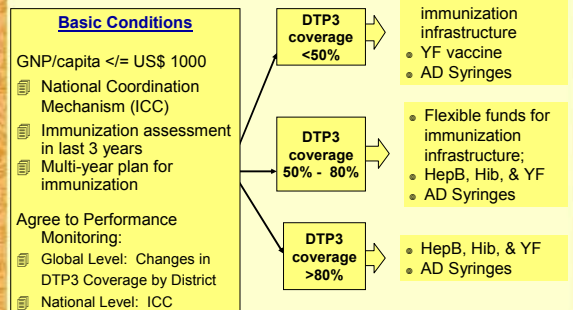 Basic Conditions
GNP/capita </= US$ 1000
National Coordination
Mechanism (ICC)
Immunization assessment
in last 3 years
Multi-year plan for
immunization
Agree to Performance
Monitoring:
Global Level: Changes in
DTP3 Coverage by District
National Level: ICC
DTP3
coverage
<50%
immunization
infrastructure
YF vaccine
AD Syringes
DTP3
coverage
50% - 80%
Flexible funds for
immunization
infrastructure;
HepB, Hib, & YF
AD Syringes
DTP3
coverage
>80%
HepB, Hib, & YF
AD Syringes